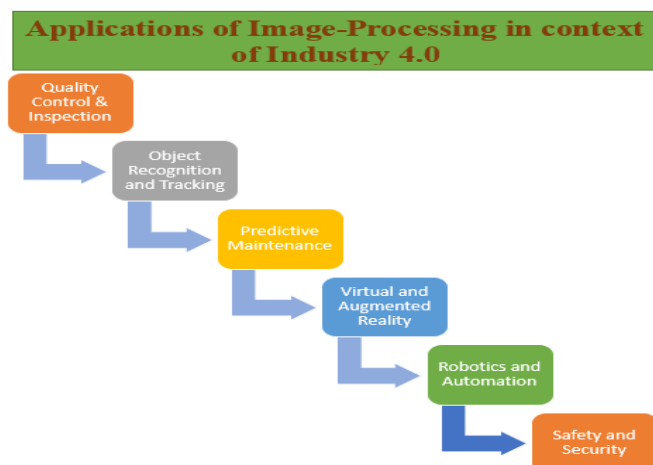 Applications of Image-Processing in context
of Industry 4.0
Quality
Control &
Inspection
Object
Recognition
and Tracking
Predictive
Maintenance
Virtual and
Augmented
Reality
Robotics and
Automation
Safety and
Security